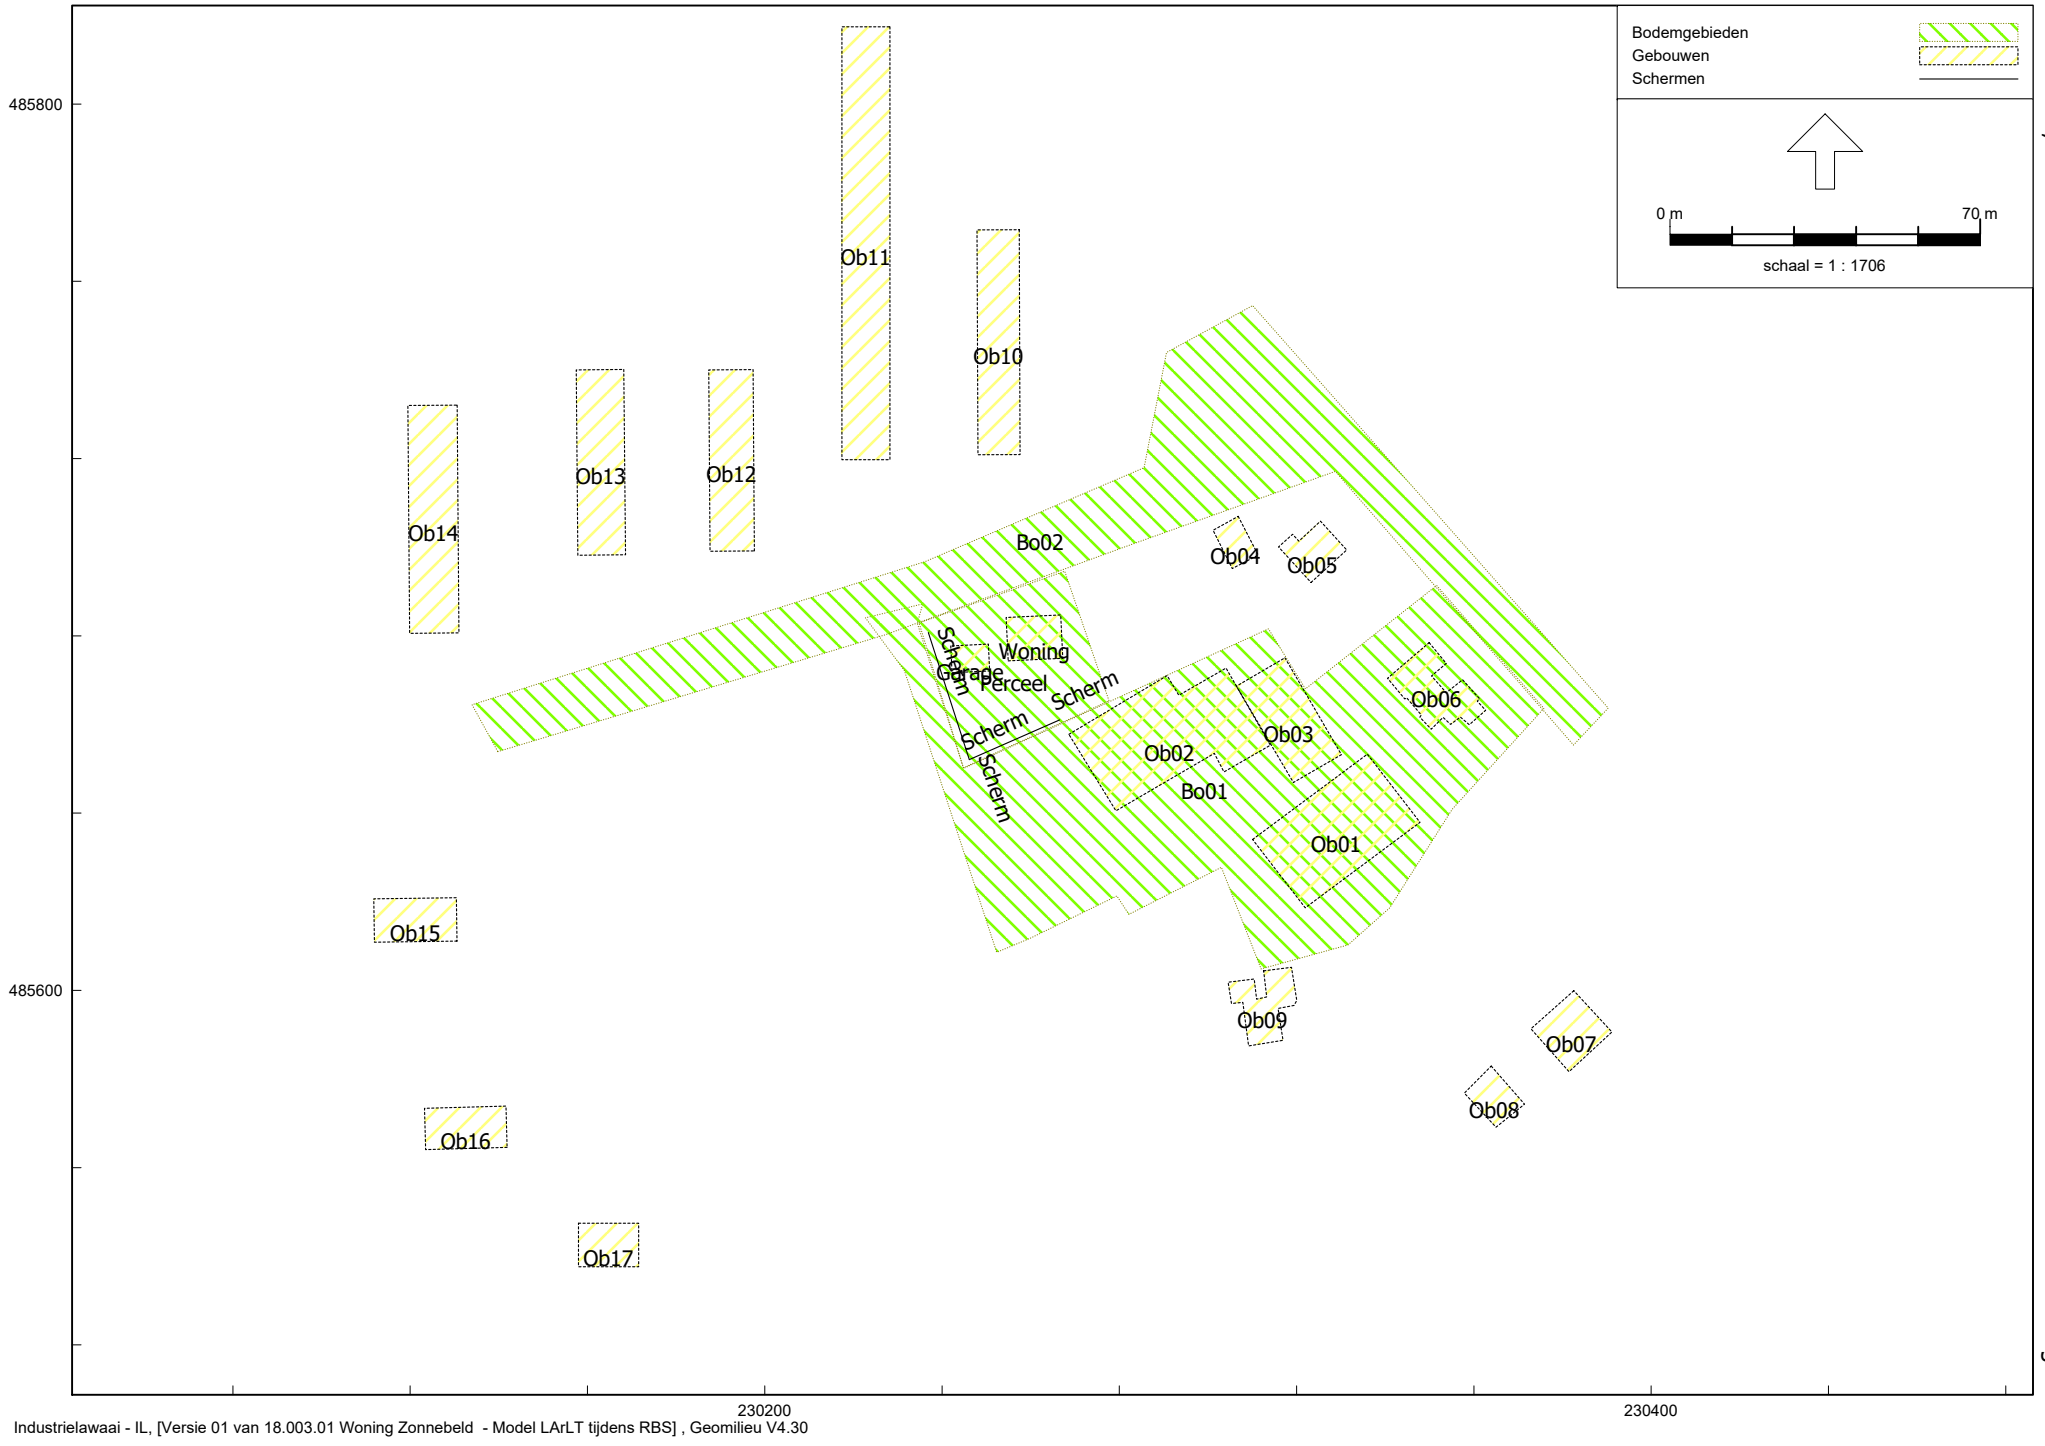 Bodemgebieden
Gebouwen
Schermen
0 m 70 m
schaal = 1 : 1706
485800
485600
Ob11
Ob10
Ob13
Ob12
Ob14
Bo02
Ob04
Ob05
Scherm
Woning
Garage
Perceel
Scherm
Scherm
Scherm
Ob06
Ob03
Ob02
Bo01
Ob01
Ob15
Ob09
Ob07
Ob08
Ob16
Ob17
230200
230400
Industrielawaai - IL, [Versie 01 van 18.003.01 Woning Zonnebeld - Model LArLT tijdens RBS] , Geomilieu V4.30